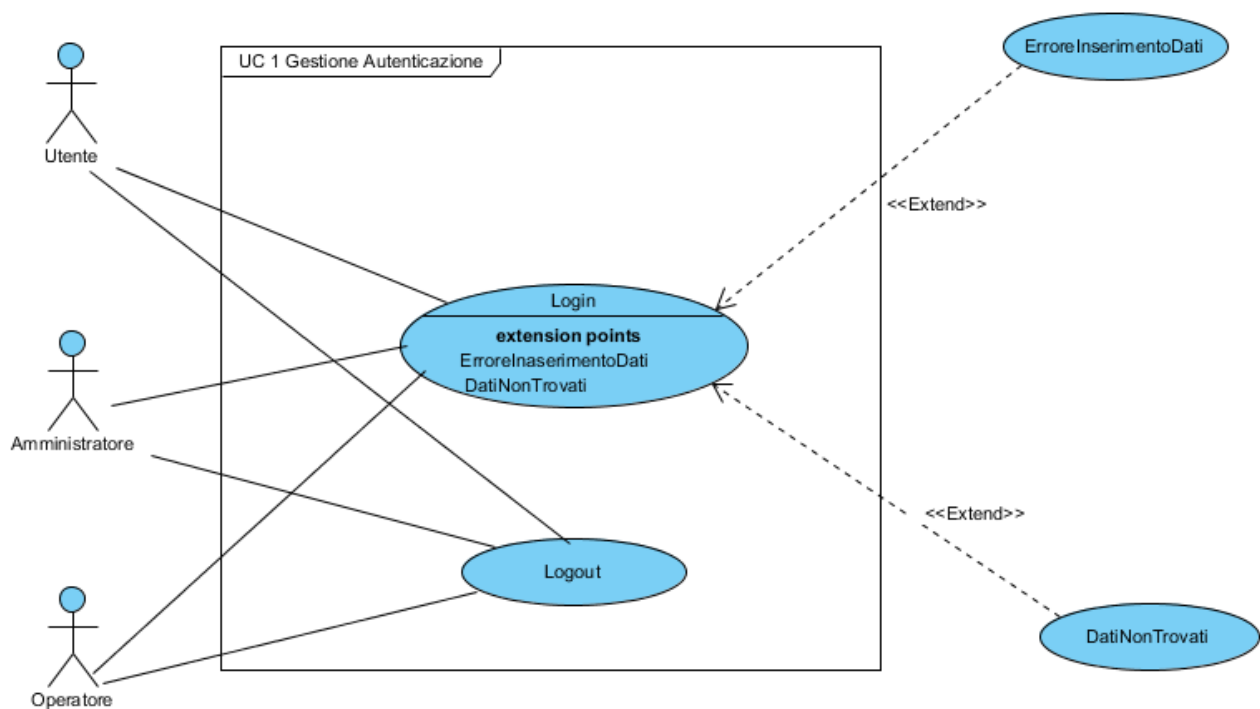 UC 1 Gestione Autenticazione
ErroreInserimentoDati
Utente
<<Extend>>
Login
extension points
ErroreInaserimentoDati
DatiNonTrovati
Amministratore
<<Extend>>
Logout
DatiNonTrovati
Operatore